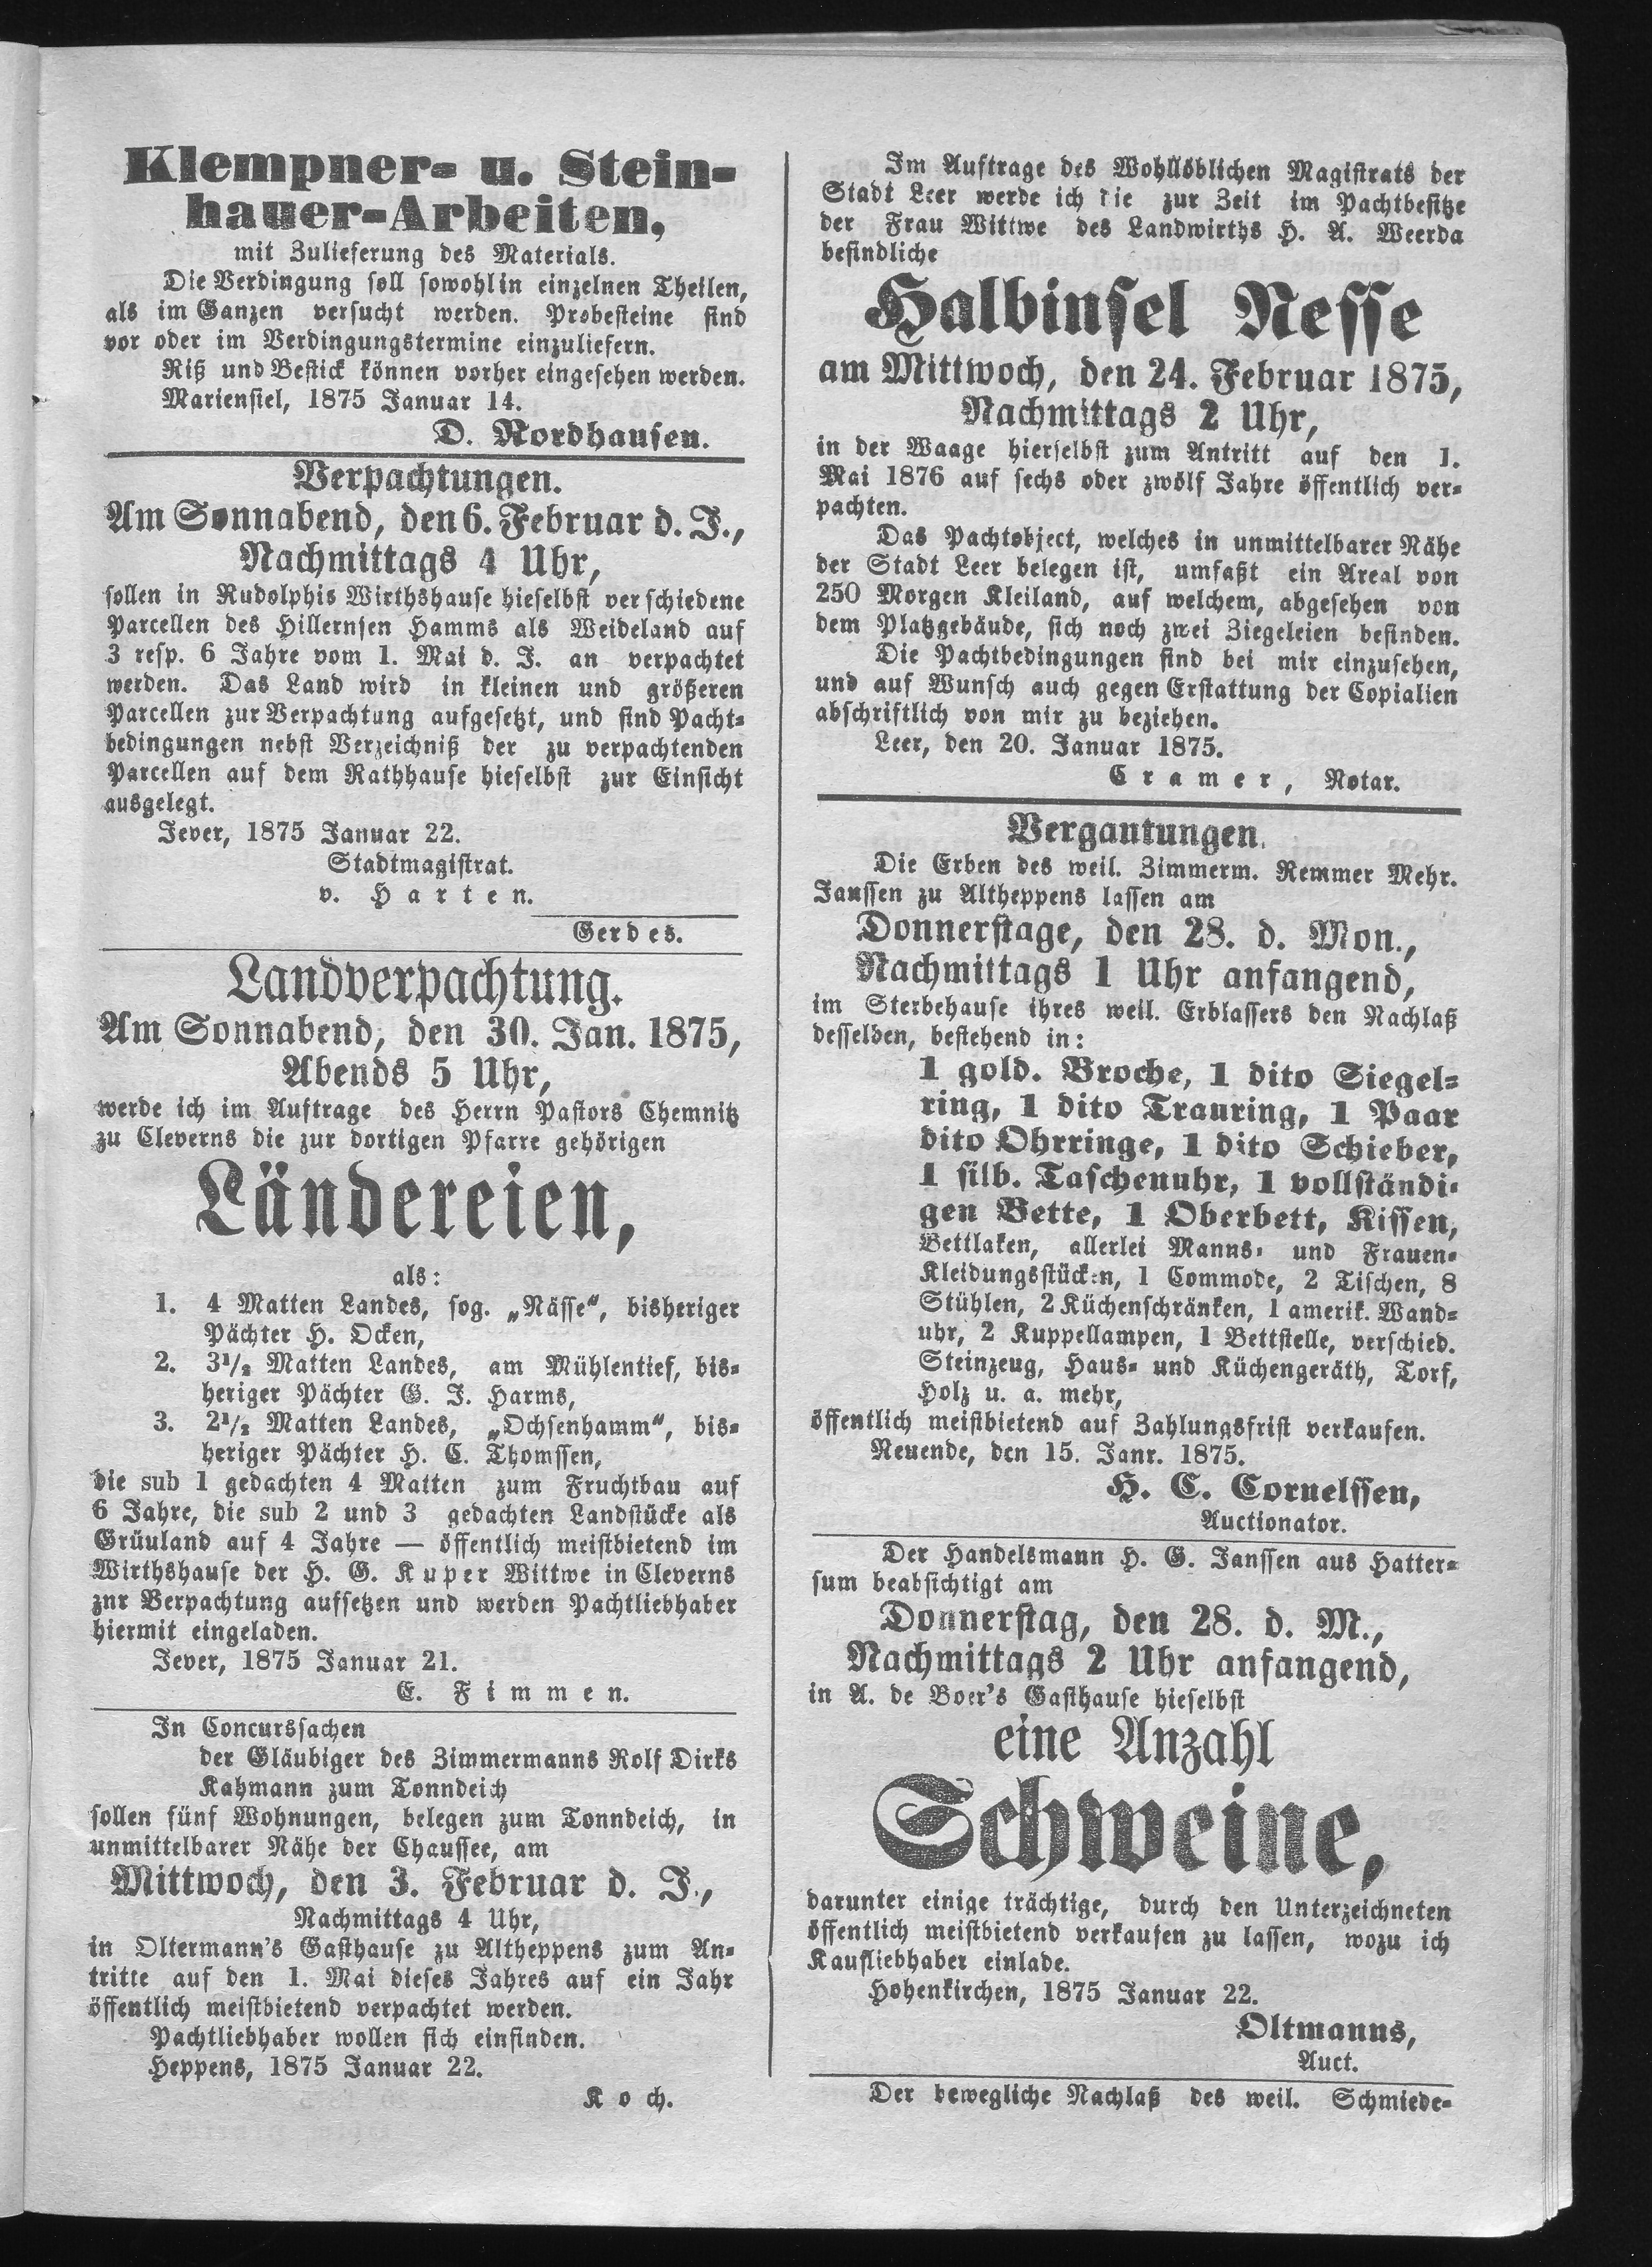 Klempner- u. Stein-
hauer-Arbeiten,
mit Zulieferung des Materials.
Die Verdingung soll sowohl in einzelnen Theilen,
als im Ganzen versucht werden. Probesteine sind
vor oder im Verdingungstermine einzuliefern.
Riß und Bestick können vorher eingesehen werden.
Mariensiel, 1875 Januar 14.
D. Nordhausen.
Verpachtungen.
Am Sonnabend, den 6. Februar d. J.,
Nachmittags 4 Uhr,
sollen in Rudolphis Wirthshause hieselbst verschiedene
Parcellen des Hillernsen Hamms als Weideland auf
3 resp. 6 Jahre vom 1. Mai d. J. an verpachtet
werden. Das Land wird in kleinen und größeren
Parcellen zur Verpachtung aufgesetzt, und sind Pacht-
bedingungen nebst Verzeichniß der zu verpachtenden
Parcellen auf dem Rathhause hieselbst zur Einsicht
ausgelegt.
Jever, 1875 Januar 22.
Stadtmagistrat.
v. Harten.
Gerdes.
Landverpachtung.
Am Sonnabend, den 30. Jan. 1875,
Abends 5 Uhr,
werde ich im Auftrage des Herrn Pastors Chemnitz
zu Cleverns die zur dortigen Pfarre gehörigen
Ländereien,
als:
1. 4 Matten Landes, sog. „Nässe“, bisheriger
Pächter H. Ocken,
2. 3 1/2 Matten Landes, am Mühlentief, bis-
heriger Pächter G. J. Harms,
3. 2 1/2 Matten Landes, „Ochsenhamm“, bis-
heriger Pächter H. C. Thomssen,
die sub 1 gedachten 4 Matten zum Fruchtbau auf
6 Jahre, die sub 2 und 3 gedachten Landstücke als
Grüuland auf 4 Jahre — öffentlich meistbietend im
Wirthshause der H. G. Kuper Wittwe in Cleverns
znr Verpachtung aufsetzen und werden Pachtliebhaber
hiermit eingeladen.
Jever, 1875 Januar 21.
E. Fimmen.
In Concurssachen
der Gläubiger des Zimmermanns Rolf Dirks
Kahmann zum Tonndeich
sollen fünf Wohnungen, belegen zum Tonndeich, in
unmittelbarer Nähe der Chaussee, am
Mittwoch, den 3. Februar d. J.,
Nachmittags 4 Uhr,
in Oltermann's Gasthause zu Altheppens zum An-
tritte auf den 1. Mai dieses Jahres auf ein Jahr
öffentlich meistbietend verpachtet werden.
Pachtliebhaber wollen sich einfinden.
Heppens, 1875 Januar 22.
Koch.
Im Auftrage des Wohllöblichen Magistrats der
Stadt Leer werde ich die zur Zeit im Pachtbesitze
der Frau Wittwe des Landwirths H. A. Weerda
befindliche
Halbinsel Nesse
am Mittwoch, den 24. Februar 1875,
Nachmittags 2 Uhr,
in der Waage hierselbst zum Antritt auf den 1.
Mai 1876 auf sechs oder zwölf Jahre öffentlich ver-
pachten.
Das Pachtobject, welches in unmittelbarer Nähe
der Stadt Leer belegen ist, umfaßt ein Areal von
250 Morgen Kleiland, auf welchem, abgesehen von
dem Platzgebäude, sich noch zwei Ziegeleien befinden.
Die Pachtbedingungen sind bei mir einzusehen,
und auf Wunsch auch gegen Erstattung der Copialien
abschriftlich von mir zu beziehen.
Leer, den 20. Januar 1875.
Cramer, Notar.
Vergantungen.
Die Erben des weil. Zimmerm. Remmer Mehr.
Janssen zu Altheppens lassen am
Donnerstage, den 28. d. Mon.,
Nachmittags 1 Uhr anfangend,
im Sterbehause ihres weil. Erblassers den Nachlaß
desselben, bestehend in:
1 gold. Broche, 1 dito Siegel-
ring, 1 dito Trauring, 1 Paar
dito Ohrringe, 1 dito Schieber,
1 silb. Taschenuhr, 1 vollständi-
gen Bette, 1 Oberbett, Kissen,
Bettlaken, allerlei Manns- und Frauen-
Kleidungsstücken, 1 Commode, 2 Tischen, 8
Stühlen, 2 Küchenschränken, 1 amerik. Wand-
uhr, 2 Kuppellampen, 1 Bettstelle, verschied.
Steinzeug, Haus- und Küchengeräth, Torf,
Holz u. a. mehr,
öffentlich meistbietend auf Zahlungsfrist verkaufen.
Neuende, den 15. Janr. 1875.
H. C. Cornelssen,
Auctionator.
Der Handelsmann H. G. Janssen aus Hatter-
sum beabsichtigt am
Donnerstag, den 28. d. M.,
Nachmittags 2 Uhr anfangend,
in A. de Boer's Gasthause hieselbst
eine Anzahl
Schweine,
darunter einige trächtige, durch den Unterzeichneten
öffentlich meistbietend verkaufen zu lassen, wozu ich
Kaufliebhaber einlade.
Hohenkirchen, 1875 Januar 22.
Oltmanns,
Auct.
Der bewegliche Nachlaß des weil. Schmiede-